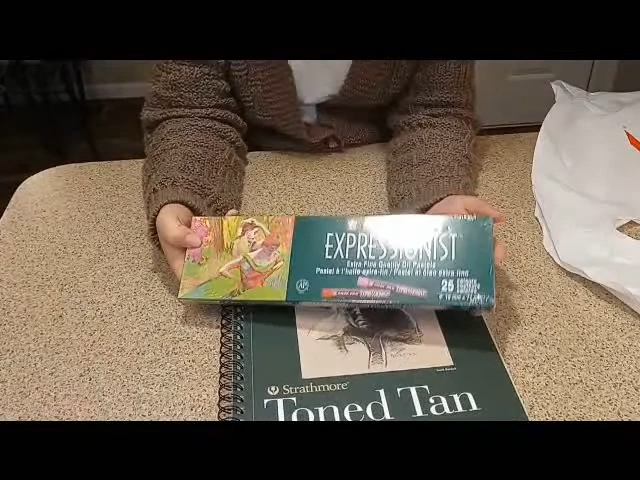 EXPRESSIONIST
Extra Fine Quality Oil Pastels
Pastel à l'huile extra-fin / Pastel al Óleo extra fino
25
AP
Strathmore
Toned Tan